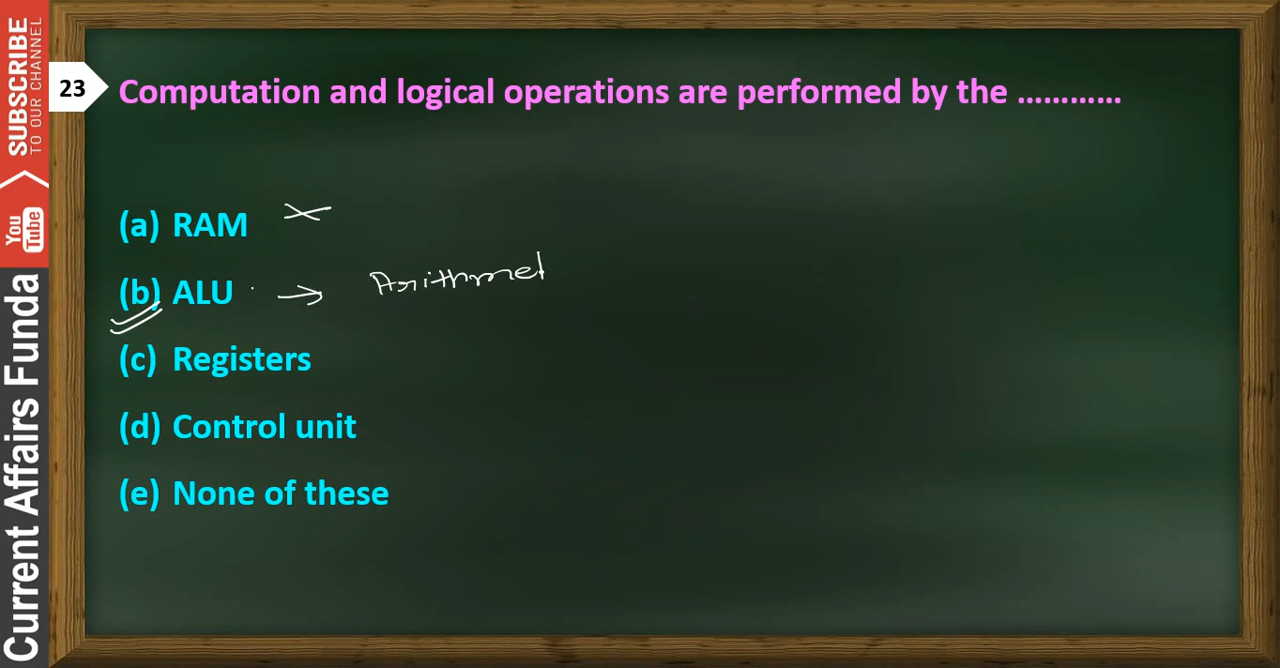 SUBSCRIBE
TO OUR CHANNEL
You
Tube
Current Affairs Funda
23
Computation and logical operations are performed by the ............
(a) RAM
(b) ALU → Arithmet
(c) Registers
(d) Control unit
(e) None of these